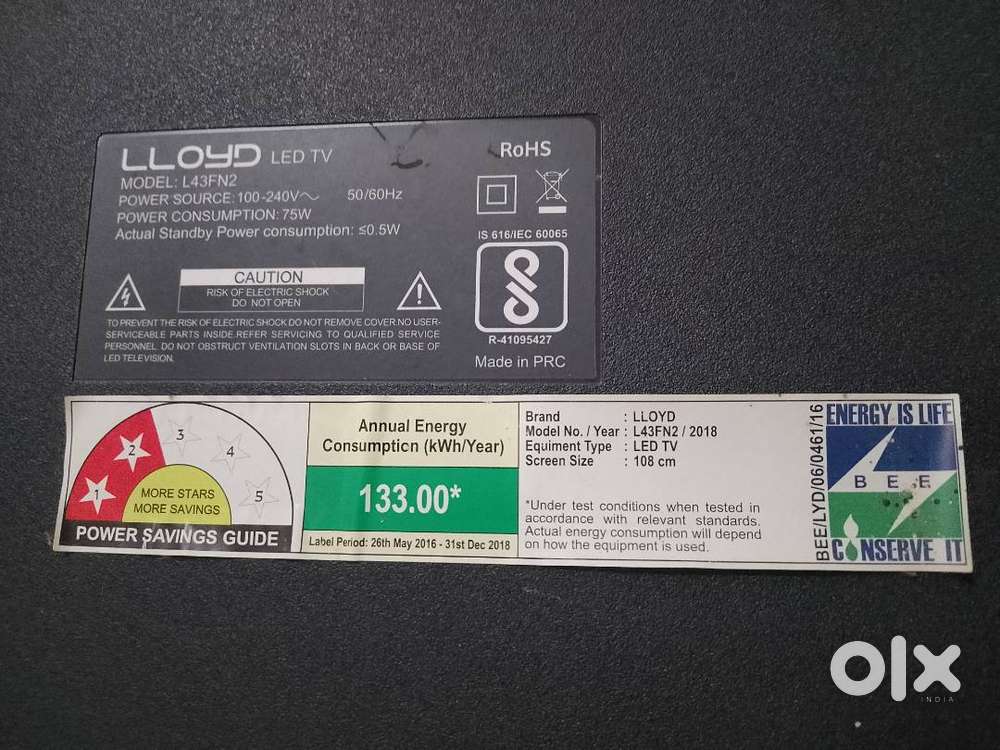 LLOYD LED TV
MODEL: L43FN2
POWER SOURCE: 100-240V~ 50/60Hz
POWER CONSUMPTION: 75W
Actual Standby Power consumption: ≤0.5W
CAUTION
RISK OF ELECTRIC SHOCK
DO NOT OPEN
TO PREVENT THE RISK OF ELECTRIC SHOCK DO NOT REMOVE COVER NO USER-
SERVICEABLE PARTS INSIDE.REFER SERVICING TO QUALIFIED SERVICE
PERSONNEL. DO NOT OBSTRUCT VENTILATION SLOTS IN BACK OR BASE OF
LED TELEVISION.
RoHS
IS 616/IEC 60065
R-41095427
Made in PRC
1 2 3 4 5
MORE STARS
MORE SAVINGS
POWER SAVINGS GUIDE
Annual Energy
Consumption (kWh/Year)
133.00*
Label Period: 26th May 2016 - 31st Dec 2018
Brand : LLOYD
Model No. / Year : L43FN2 / 2018
Equiment Type : LED TV
Screen Size : 108 cm
*Under test conditions when tested in
accordance with relevant standards.
Actual energy consumption will depend
on how the equipment is used.
BEE/LYD/06/0461/16
ENERGY IS LIFE
BEE
CONSERVE IT
olx
INDIA